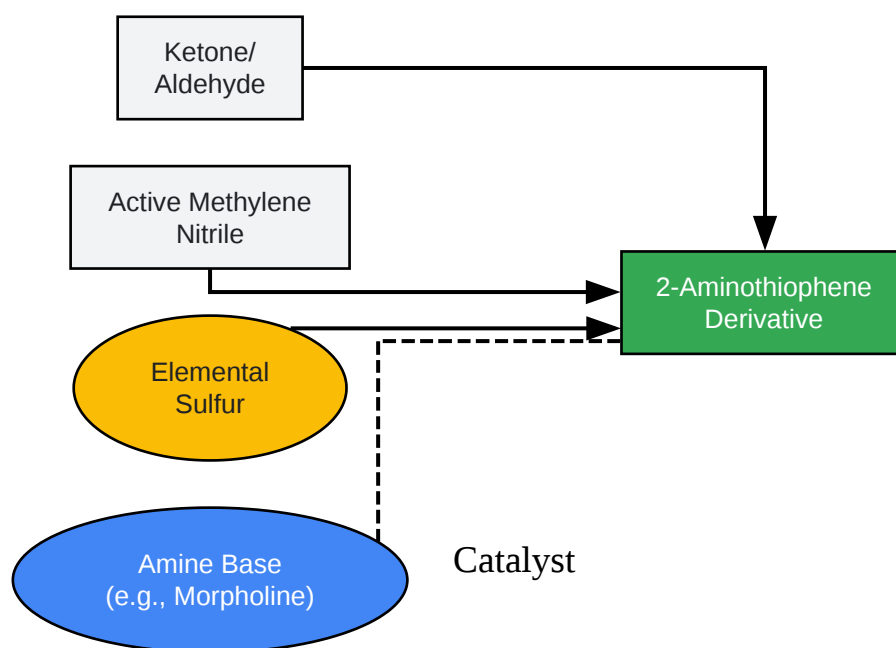 Ketone/
Aldehyde
Active Methylene
Nitrile
2-Aminothiophene
Derivative
Elemental
Sulfur
Amine Base
(e.g., Morpholine)
Catalyst